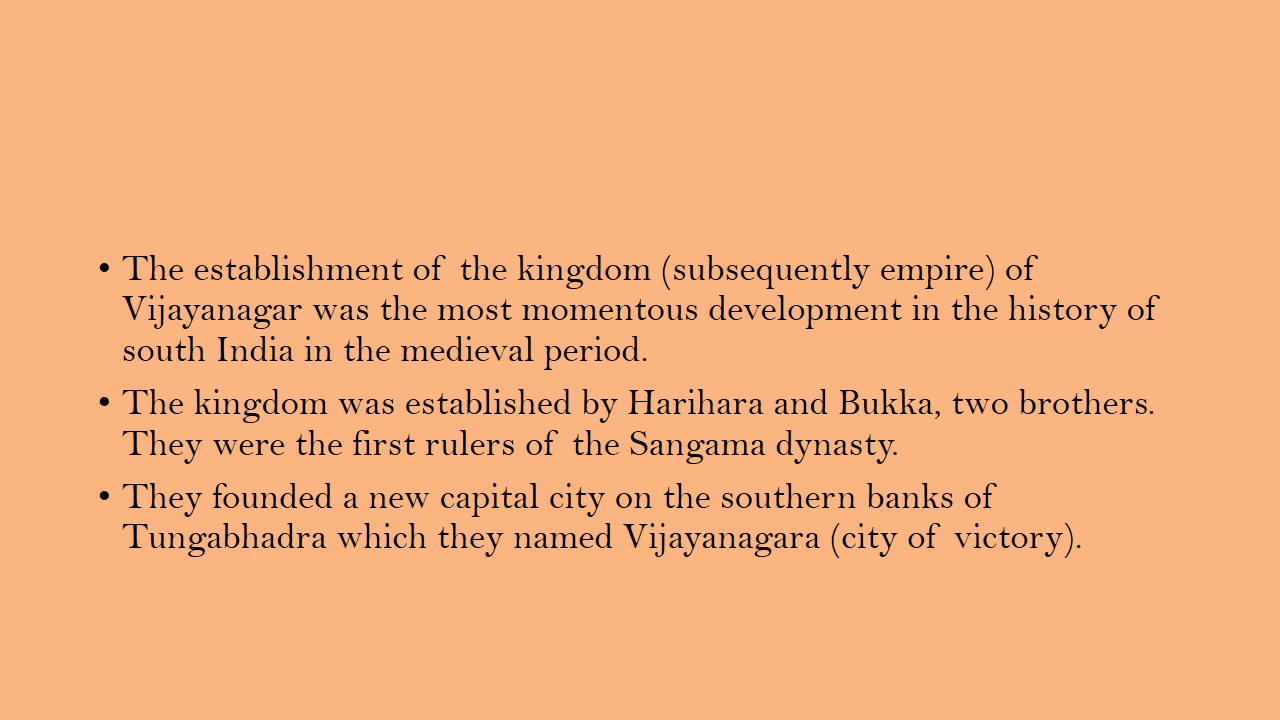 • The establishment of the kingdom (subsequently empire) of
Vijayanagar was the most momentous development in the history of
south India in the medieval period.
• The kingdom was established by Harihara and Bukka, two brothers.
They were the first rulers of the Sangama dynasty.
• They founded a new capital city on the southern banks of
Tungabhadra which they named Vijayanagara (city of victory).